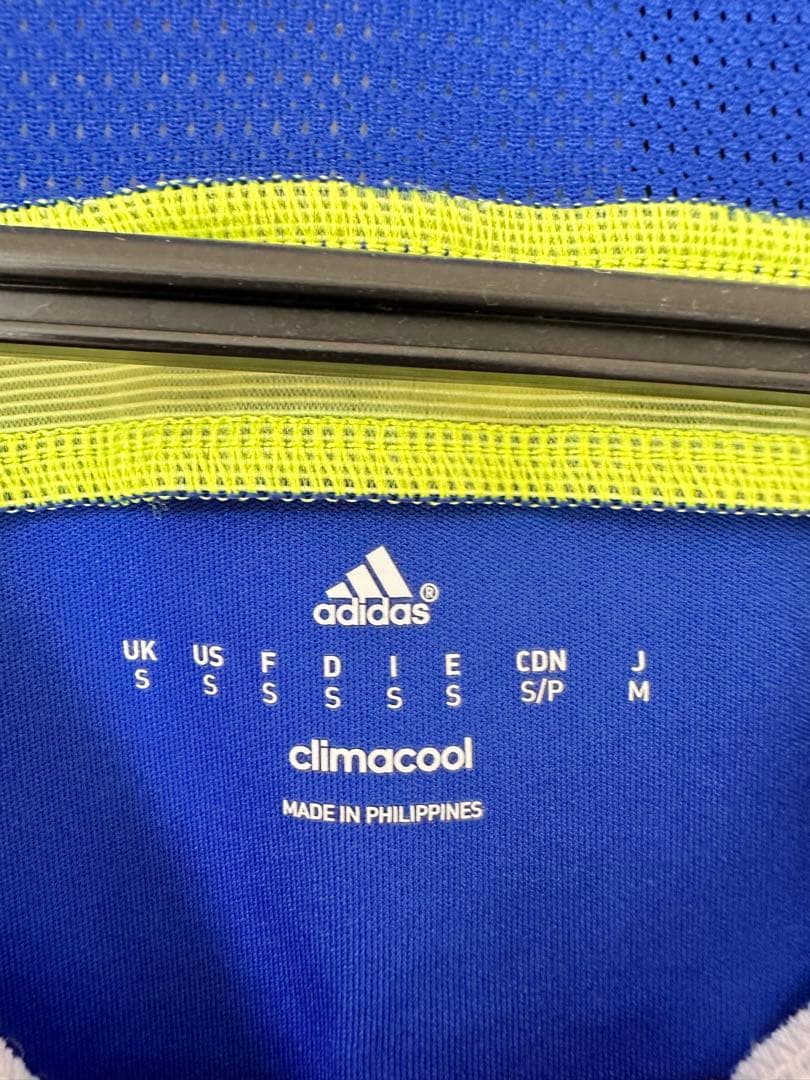 adidas®
UK US F D I E CDN J
S S S S S S S/P M
climacool
MADE IN PHILIPPINES